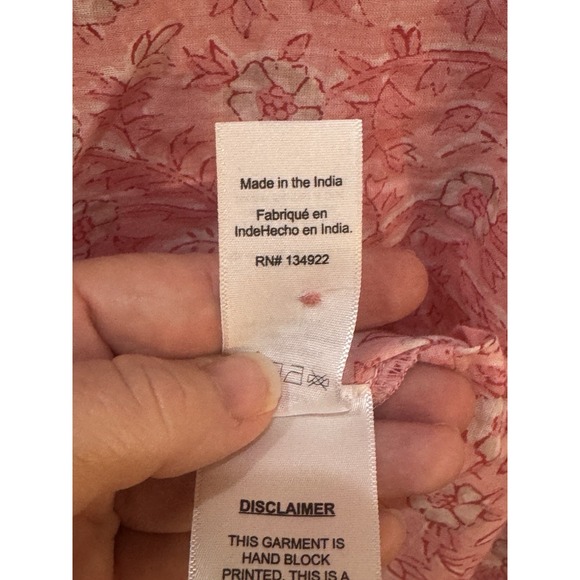 Made in the India
Fabriqué en
IndeHecho en India.
RN# 134922
DISCLAIMER
THIS GARMENT IS
HAND BLOCK
PRINTED. THIS IS A